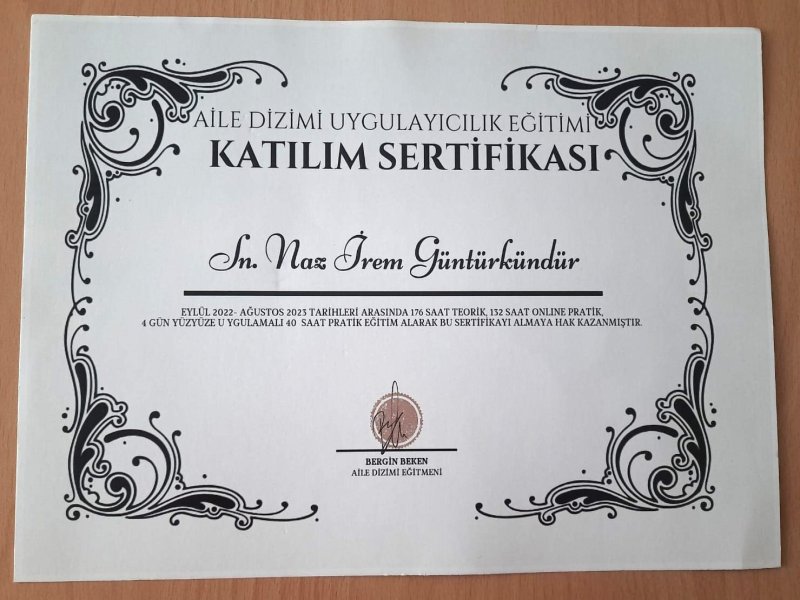 AİLE DİZİMİ UYGULAYICILIK EĞİTİMİ
KATILIM SERTİFİKASI
Sn. Naz İrem Güntürkündür
EYLÜL 2022- AĞUSTOS 2023 TARİHLERİ ARASINDA 176 SAAT TEORİK, 132 SAAT ONLINE PRATİK,
4 GÜN YÜZYÜZE U YGULAMALI 40 SAAT PRATİK EĞİTİM ALARAK BU SERTİFİKAYI ALMAYA HAK KAZANMIŞTIR.
BERGİN BEKEN
AİLE DİZİMİ EĞİTMENİ